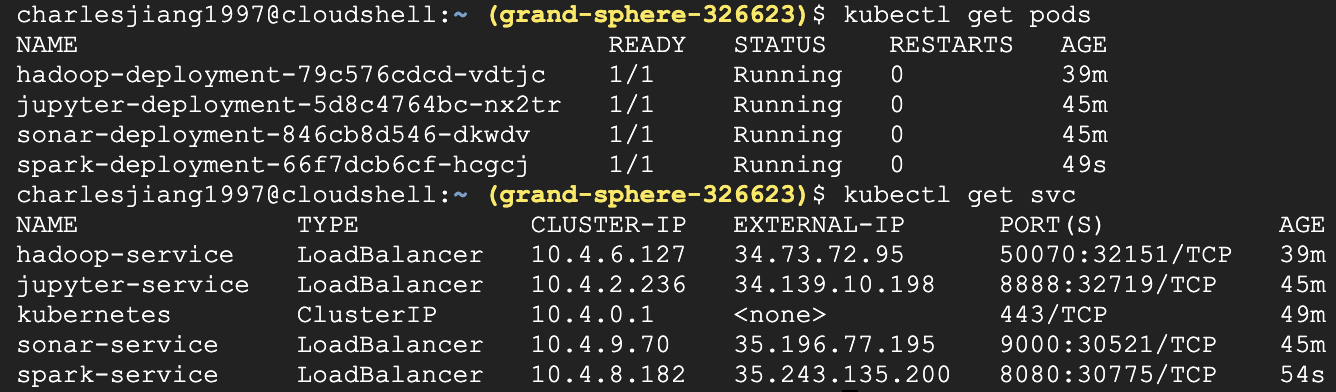 charlesjiang1997@cloudshell:~ (grand-sphere-326623)$ kubectl get pods
NAME READY STATUS RESTARTS AGE
hadoop-deployment-79c576cdcd-vdtjc 1/1 Running 0 39m
jupyter-deployment-5d8c4764bc-nx2tr 1/1 Running 0 45m
sonar-deployment-846cb8d546-dkwdv 1/1 Running 0 45m
spark-deployment-66f7dcb6cf-hcgcj 1/1 Running 0 49s
charlesjiang1997@cloudshell:~ (grand-sphere-326623)$ kubectl get svc
NAME TYPE CLUSTER-IP EXTERNAL-IP PORT(S) AGE
hadoop-service LoadBalancer 10.4.6.127 34.73.72.95 50070:32151/TCP 39m
jupyter-service LoadBalancer 10.4.2.236 34.139.10.198 8888:32719/TCP 45m
kubernetes ClusterIP 10.4.0.1 <none> 443/TCP 49m
sonar-service LoadBalancer 10.4.9.70 35.196.77.195 9000:30521/TCP 45m
spark-service LoadBalancer 10.4.8.182 35.243.135.200 8080:30775/TCP 54s